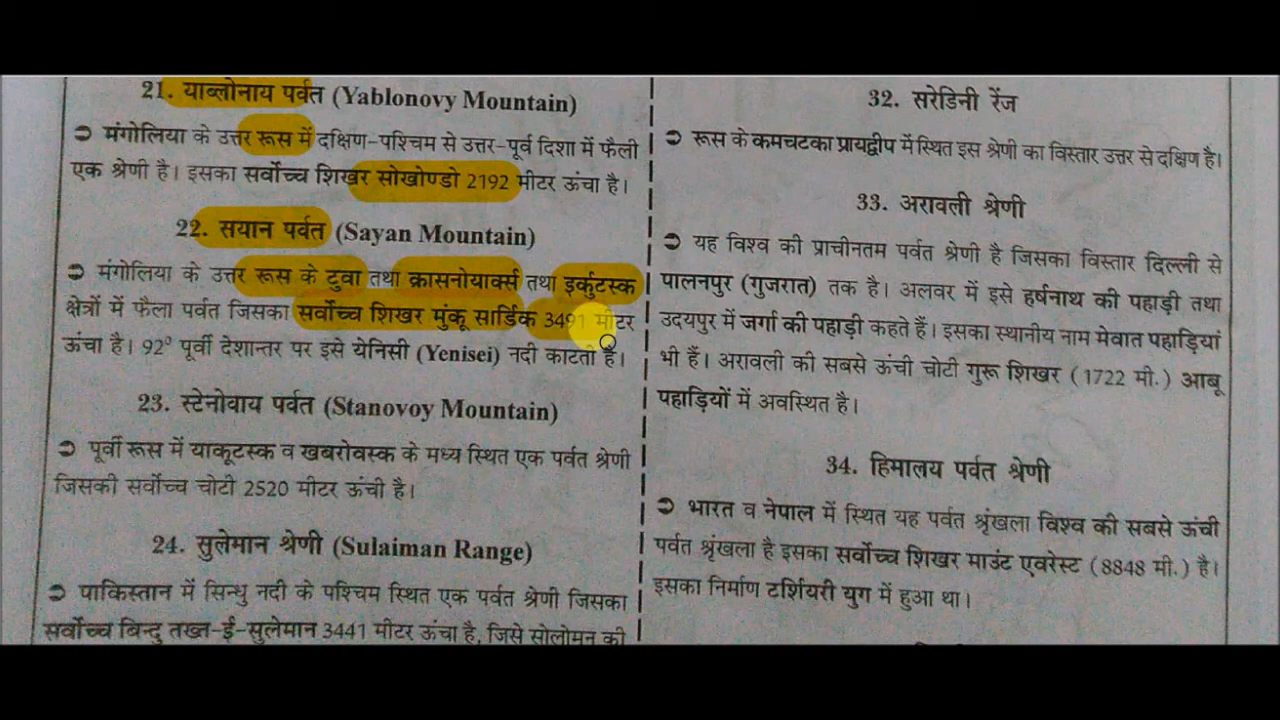 21. याब्लोनाय पर्वत (Yablonovy Mountain)
➲ मंगोलिया के उत्तर रूस में दक्षिण-पश्चिम से उत्तर-पूर्व दिशा में फैली
एक श्रेणी है। इसका सर्वोच्च शिखर सोखोण्डो 2192 मीटर ऊंचा है।
22. सयान पर्वत (Sayan Mountain)
➲ मंगोलिया के उत्तर रूस के टुवा तथा क्रासनोयार्क्स तथा इर्कुटस्क
क्षेत्रों में फैला पर्वत जिसका सर्वोच्च शिखर मुंकू सार्डिक 3491 मीटर
ऊंचा है। 92° पूर्वी देशान्तर पर इसे येनिसी (Yenisei) नदी काटती है।
23. स्टेनोवाय पर्वत (Stanovoy Mountain)
➲ पूर्वी रूस में याकूटस्क व खबरोवस्क के मध्य स्थित एक पर्वत श्रेणी
जिसकी सर्वोच्च चोटी 2520 मीटर ऊंची है।
24. सुलेमान श्रेणी (Sulaiman Range)
➲ पाकिस्तान में सिन्धु नदी के पश्चिम स्थित एक पर्वत श्रेणी जिसका
सर्वोच्च बिन्दु तख्त-ई-सुलेमान 3441 मीटर ऊंचा है, जिसे सोलोमन की
32. सरेडिनी रेंज
➲ रूस के कमचटका प्रायद्वीप में स्थित इस श्रेणी का विस्तार उत्तर से दक्षिण है।
33. अरावली श्रेणी
➲ यह विश्व की प्राचीनतम पर्वत श्रेणी है जिसका विस्तार दिल्ली से
पालनपुर (गुजरात) तक है। अलवर में इसे हर्षनाथ की पहाड़ी तथा
उदयपुर में जर्गा की पहाड़ी कहते हैं। इसका स्थानीय नाम मेवात पहाड़ियां
भी हैं। अरावली की सबसे ऊंची चोटी गुरू शिखर (1722 मी.) आबू
पहाड़ियों में अवस्थित है।
34. हिमालय पर्वत श्रेणी
➲ भारत व नेपाल में स्थित यह पर्वत श्रृंखला विश्व की सबसे ऊंची
पर्वत श्रृंखला है इसका सर्वोच्च शिखर माउंट एवरेस्ट (8848 मी.) है।
इसका निर्माण टर्शियरी युग में हुआ था।